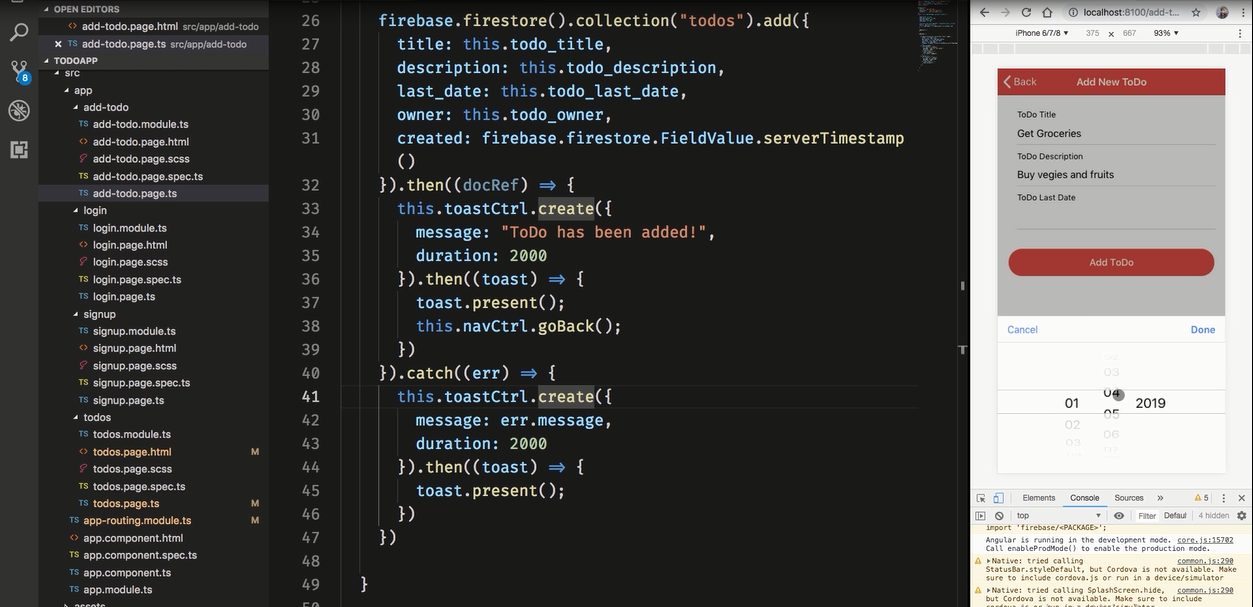 OPEN EDITORS
<> add-todo.page.html src/app/add-todo
× TS add-todo.page.ts src/app/add-todo
TODOAPP
src
app
add-todo
TS add-todo.module.ts
<> add-todo.page.html
add-todo.page.scss
TS add-todo.page.spec.ts
TS add-todo.page.ts
login
TS login.module.ts
<> login.page.html
login.page.scss
TS login.page.spec.ts
TS login.page.ts
signup
TS signup.module.ts
<> signup.page.html
signup.page.scss
TS signup.page.spec.ts
TS signup.page.ts
todos
TS todos.module.ts
<> todos.page.html M
todos.page.scss
TS todos.page.spec.ts
TS todos.page.ts M
TS app-routing.module.ts M
<> app.component.html
TS app.component.spec.ts
TS app.component.ts
TS app.module.ts
assets
8
26 firebase.firestore().collection("todos").add({
27 title: this.todo_title,
28 description: this.todo_description,
29 last_date: this.todo_last_date,
30 owner: this.todo_owner,
31 created: firebase.firestore.FieldValue.serverTimestamp
()
32 }).then((docRef) => {
33 this.toastCtrl.create({
34 message: "ToDo has been added!",
35 duration: 2000
36 }).then((toast) => {
37 toast.present();
38 this.navCtrl.goBack();
39 })
40 }).catch((err) => {
41 this.toastCtrl.create({
42 message: err.message,
43 duration: 2000
44 }).then((toast) => {
45 toast.present();
46 })
47 })
48
49 }
localhost:8100/add-t...
iPhone 6/7/8 ▼ 375 × 667 93% ▼
Back Add New ToDo
ToDo Title
Get Groceries
ToDo Description
Buy vegies and fruits
ToDo Last Date
Add ToDo
Cancel Done
03
04
01 2019
05
02 06
03
Elements Console Sources » 5
top Filter Defaul 4 hidden
import 'firebase/<PACKAGE>';
Angular is running in the development mode. core.js:15702
Call enableProdMode() to enable the production mode.
Native: tried calling common.js:290
StatusBar.styleDefault, but Cordova is not available. Make
sure to include cordova.js or run in a device/simulator
Native: tried calling SplashScreen.hide, common.js:290
but Cordova is not available. Make sure to include